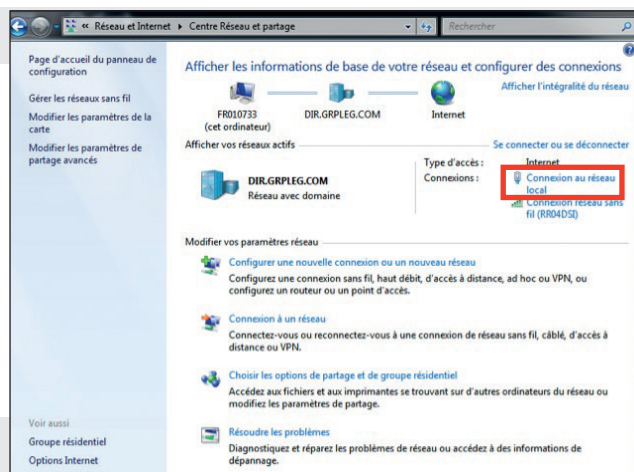 « Réseau et Internet ▸ Centre Réseau et partage
Rechercher
Page d'accueil du panneau de
configuration
Gérer les réseaux sans fil
Modifier les paramètres de la
carte
Modifier les paramètres de
partage avancés
Afficher les informations de base de votre réseau et configurer des connexions
Afficher l'intégralité du réseau
FR010733
(cet ordinateur)
DIR.GRPLEG.COM
Internet
Afficher vos réseaux actifs
Se connecter ou se déconnecter
DIR.GRPLEG.COM
Réseau avec domaine
Type d'accès :
Internet
Connexions :
Connexion au réseau
local
Connexion réseau sans
fil (RR04DSI)
Modifier vos paramètres réseau
Configurer une nouvelle connexion ou un nouveau réseau
Configurez une connexion sans fil, haut débit, d'accès à distance, ad hoc ou VPN, ou
configurez un routeur ou un point d'accès.
Connexion à un réseau
Connectez-vous ou reconnectez-vous à une connexion de réseau sans fil, câblé, d'accès à
distance ou VPN.
Choisir les options de partage et de groupe résidentiel
Accédez aux fichiers et aux imprimantes se trouvant sur d'autres ordinateurs du réseau ou
modifiez les paramètres de partage.
Résoudre les problèmes
Diagnostiquez et réparez les problèmes de réseau ou accédez à des informations de
dépannage.
Voir aussi
Groupe résidentiel
Options Internet